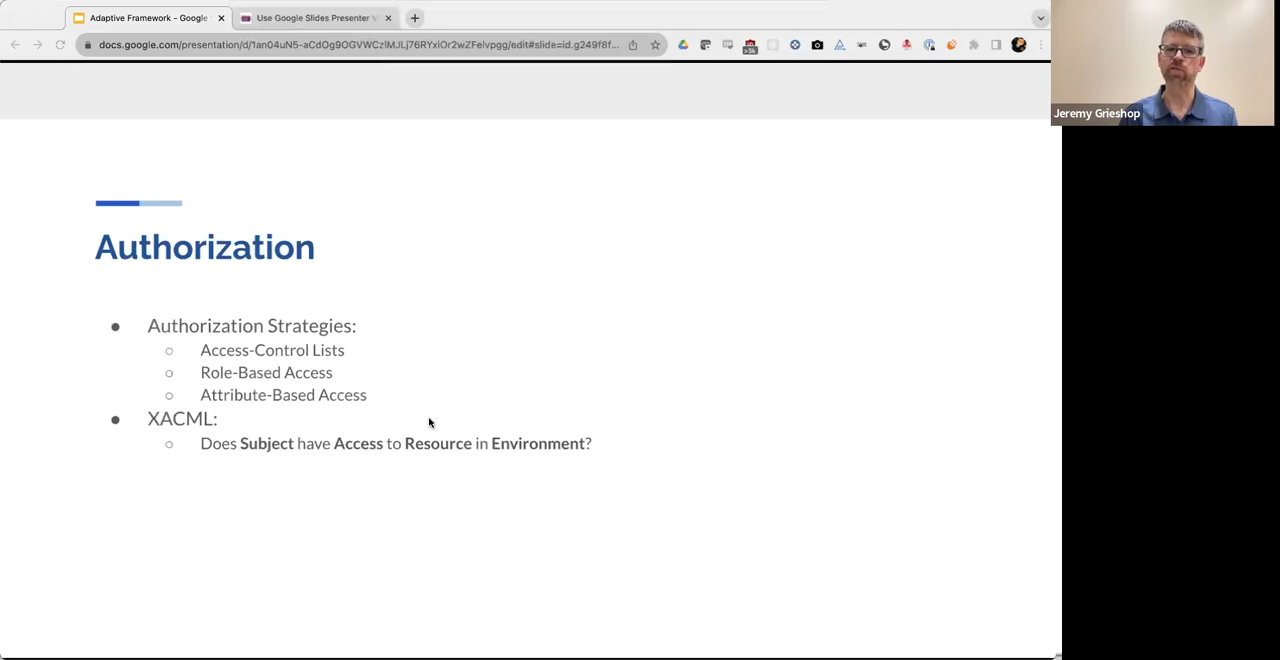 Adaptive Framework - Google
Use Google Slides Presenter
docs.google.com/presentation/d/1an04uN5-aCdOg9OGVWCzlMJLj76RYxiOr2wZFelvpgg/edit#slide=id.g249f8f...
Jeremy Grieshop
Authorization
● Authorization Strategies:
○ Access-Control Lists
○ Role-Based Access
○ Attribute-Based Access
● XACML:
○ Does Subject have Access to Resource in Environment?